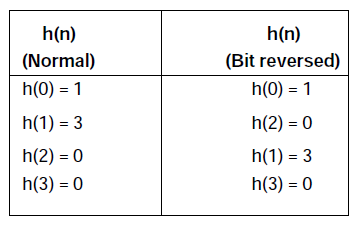 h(n) h(n)
(Normal) (Bit reversed)
h(0) = 1 h(0) = 1
h(1) = 3 h(2) = 0
h(2) = 0 h(1) = 3
h(3) = 0 h(3) = 0